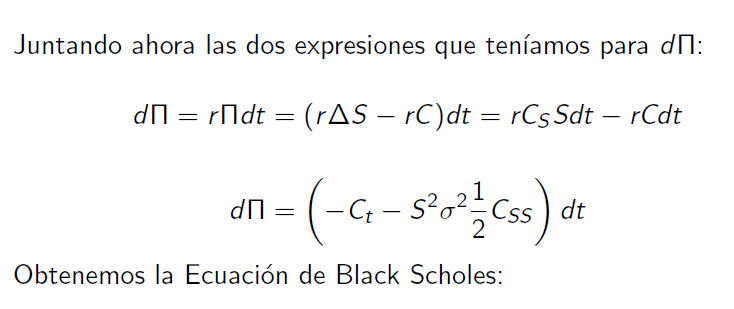 Juntando ahora las dos expresiones que teníamos para dΠ:
dΠ = rΠdt = (rΔS − rC)dt = rC_S Sdt − rCdt
dΠ = (−C_t − S²σ² 1/2 C_SS) dt
Obtenemos la Ecuación de Black Scholes: